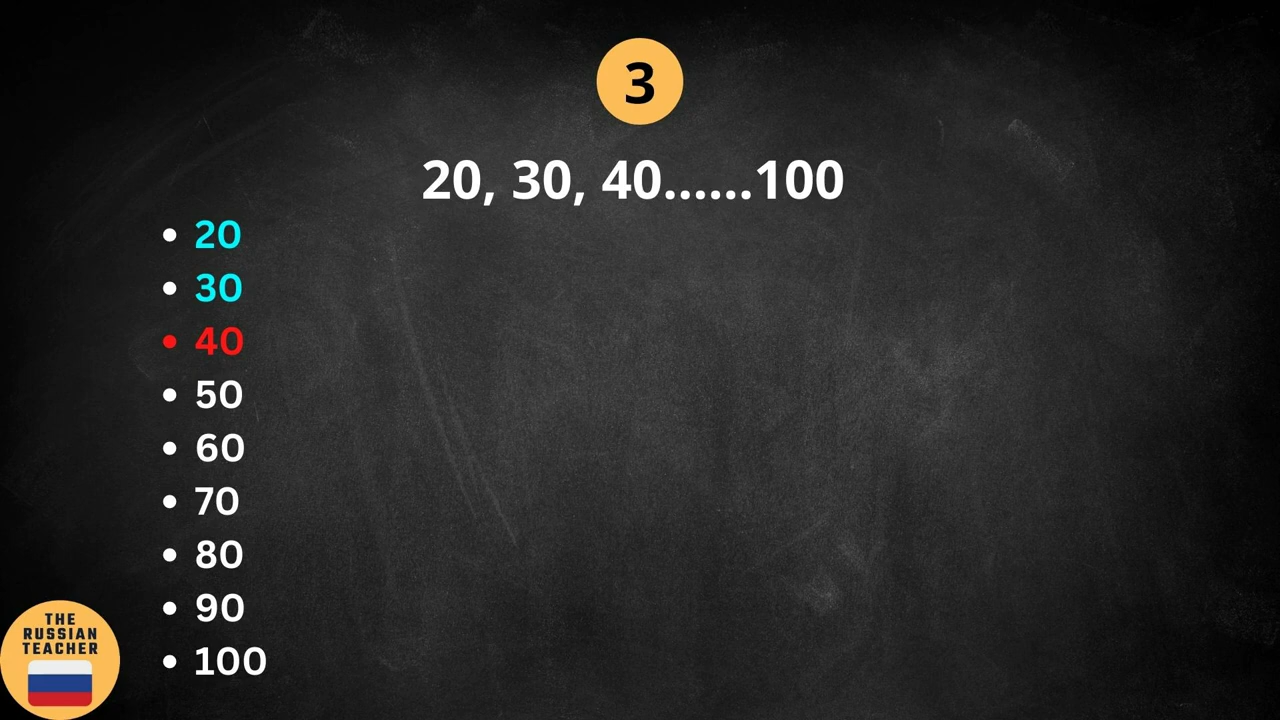 3
20, 30, 40......100
• 20
• 30
• 40
• 50
• 60
• 70
• 80
• 90
• 100
THE
RUSSIAN
TEACHER